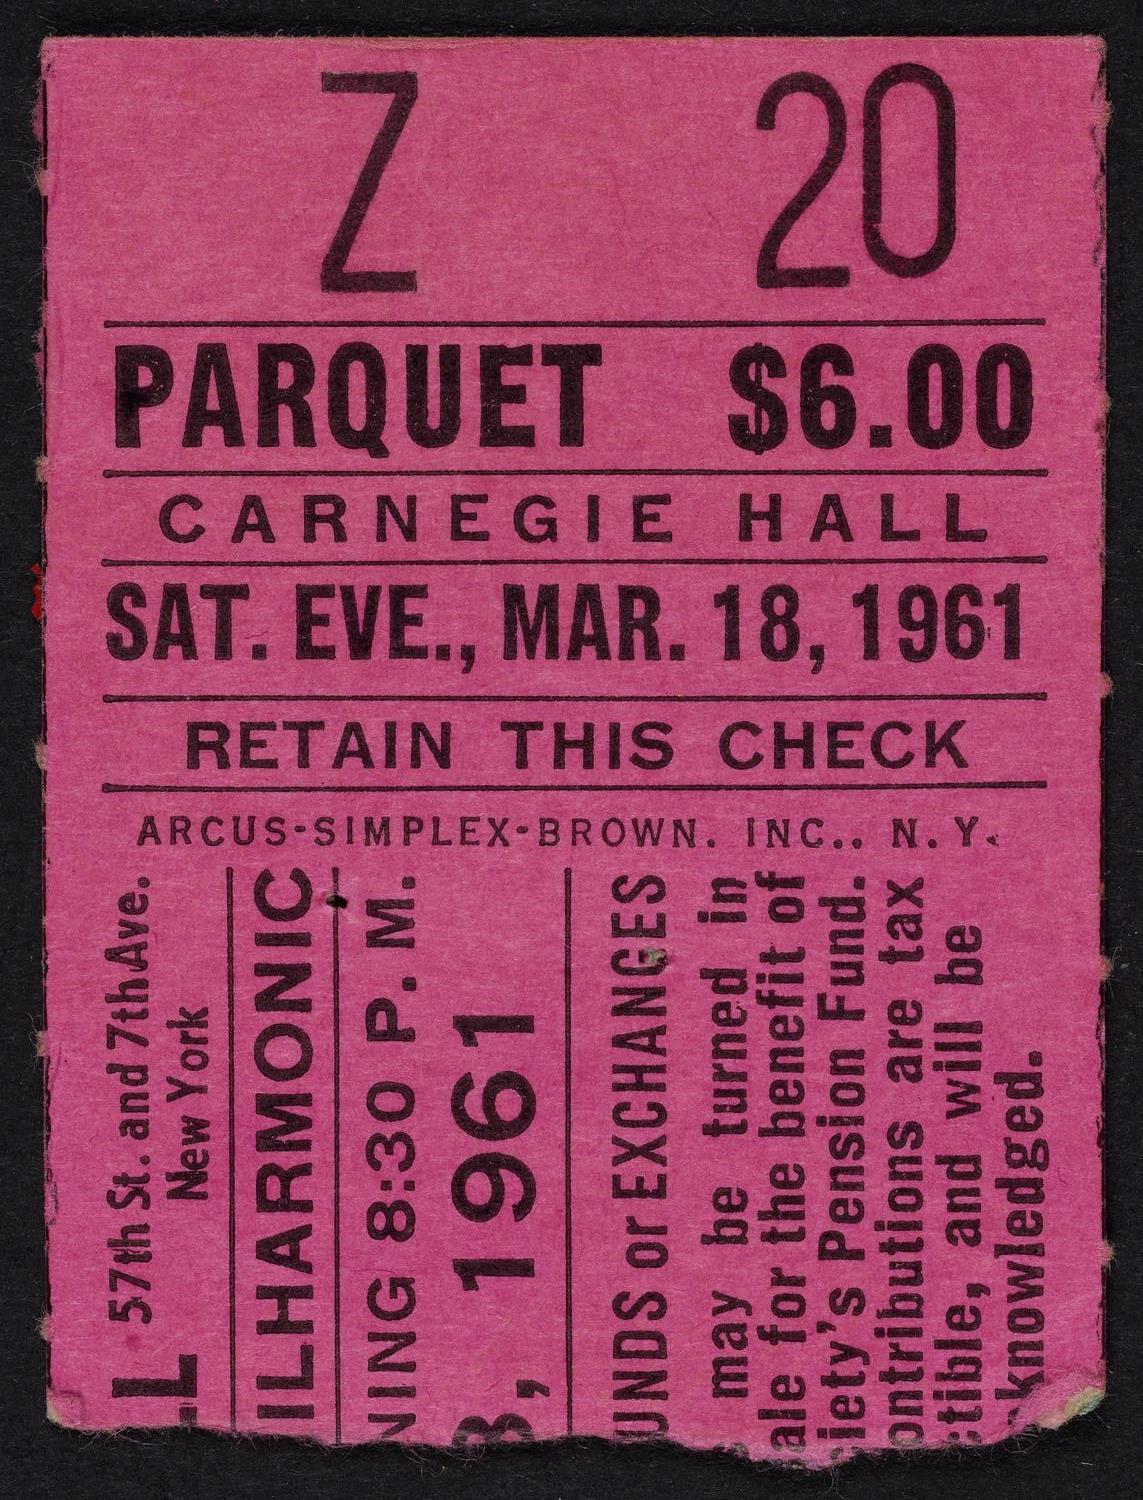 Z 20
PARQUET $6.00
CARNEGIE HALL
SAT. EVE., MAR. 18, 1961
RETAIN THIS CHECK
ARCUS-SIMPLEX-BROWN. INC.. N. Y.
L 57th St. and 7th Ave.
New York
ILHARMONIC
NING 8:30 P. M.
8, 1961
UNDS or EXCHANGES
may be turned in
ale for the benefit of
iety's Pension Fund.
ontributions are tax
ctible, and will be
knowledged.